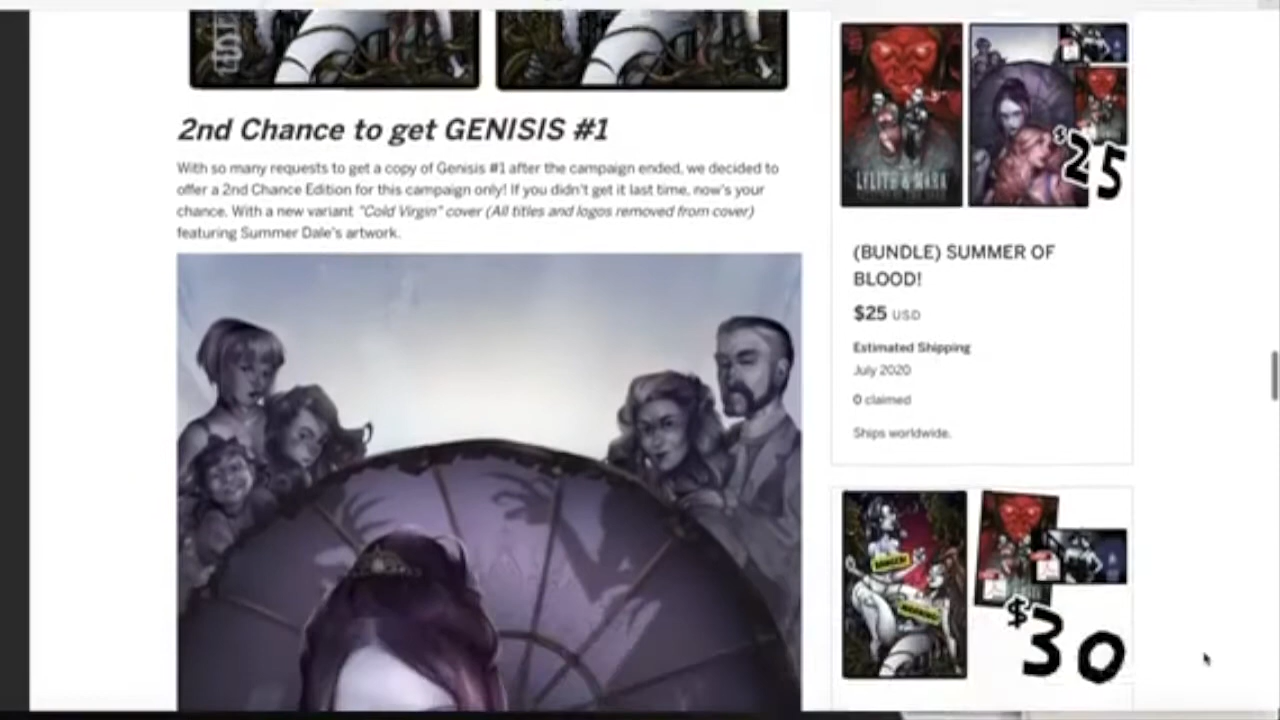 2nd Chance to get GENISIS #1
With so many requests to get a copy of Genisis #1 after the campaign ended, we decided to
offer a 2nd Chance Edition for this campaign only! If you didn't get it last time, now's your
chance. With a new variant "Cold Virgin" cover (All titles and logos removed from cover)
featuring Summer Dale's artwork.
LYLITH & MARA
$25
(BUNDLE) SUMMER OF
BLOOD!
$25 USD
Estimated Shipping
July 2020
0 claimed
Ships worldwide.
$30